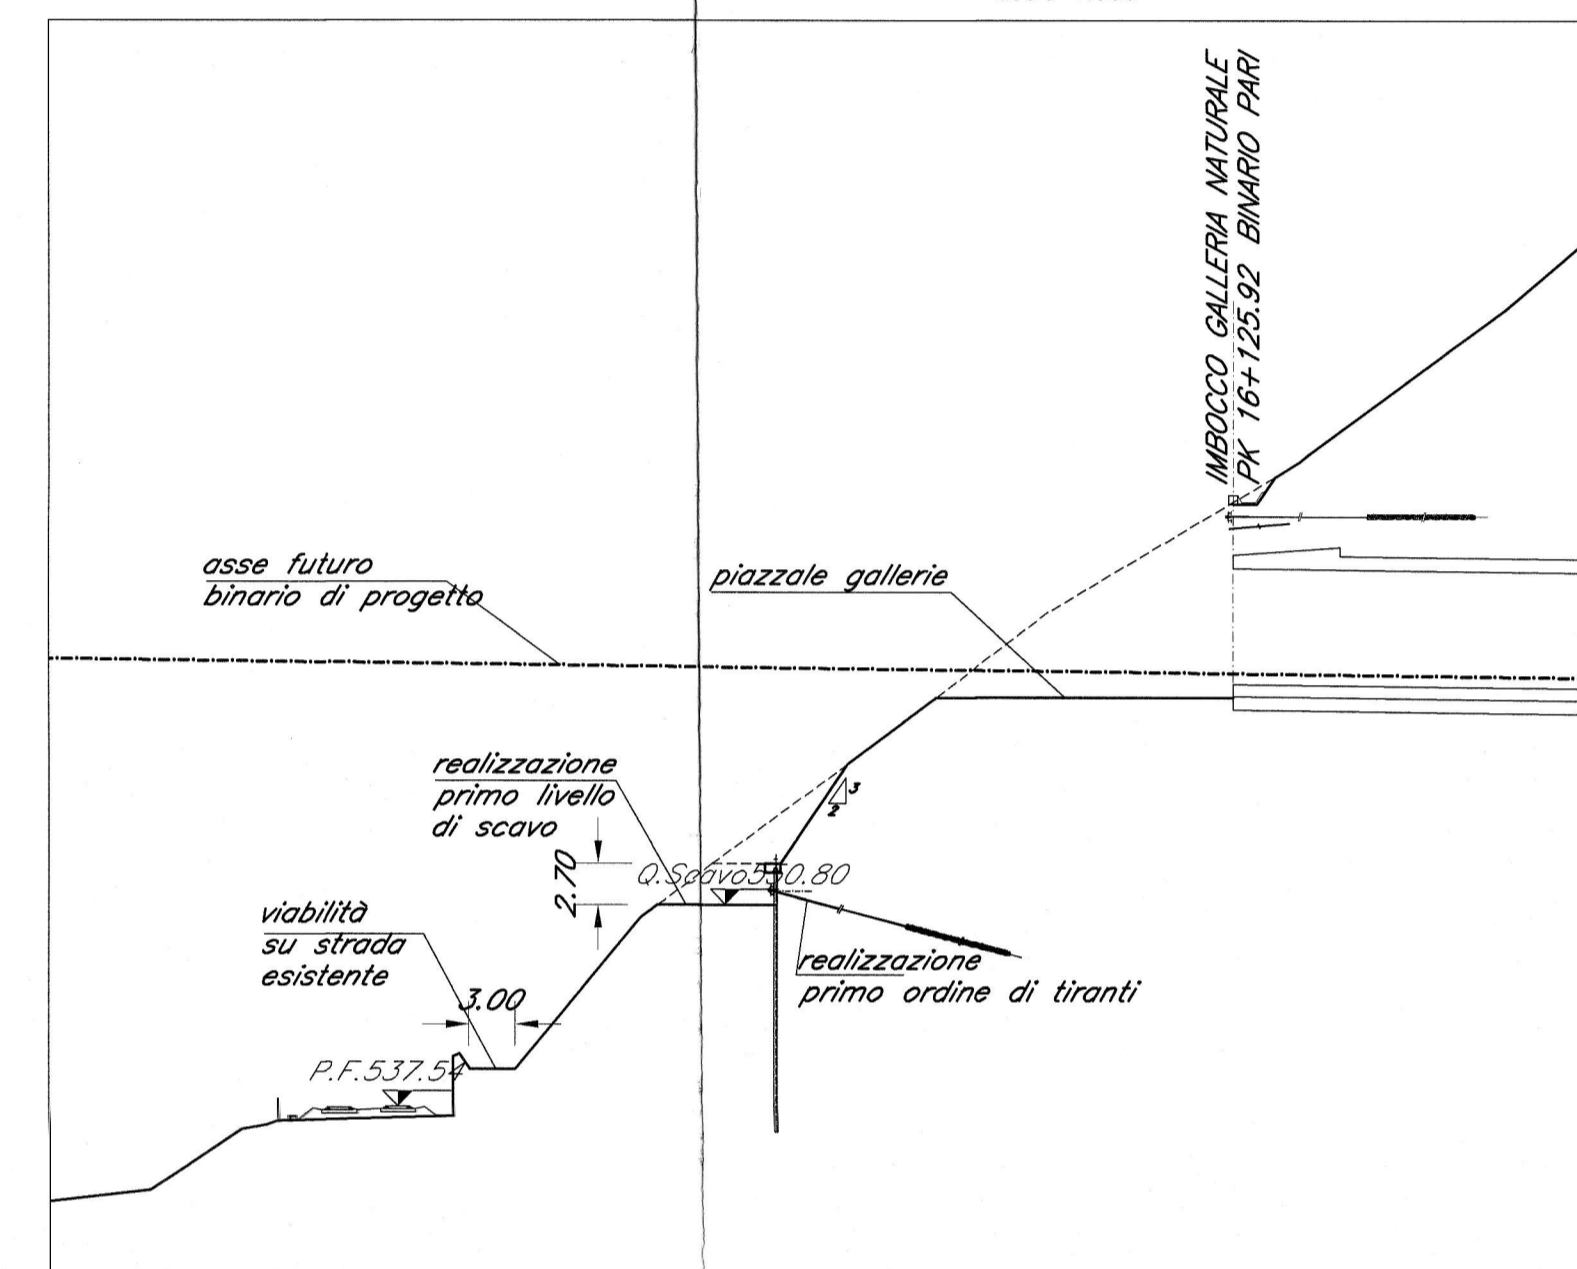 IMBOCCO GALLERIA NATURALE
PK 16+125.92 BINARIO PARI
asse futuro
binario di progetto
piazzale gallerie
realizzazione
primo livello
di scavo
3
2
2.70
Q.Scavo550.80
viabilità
su strada
esistente
realizzazione
primo ordine di tiranti
3.00
P.F.537.54